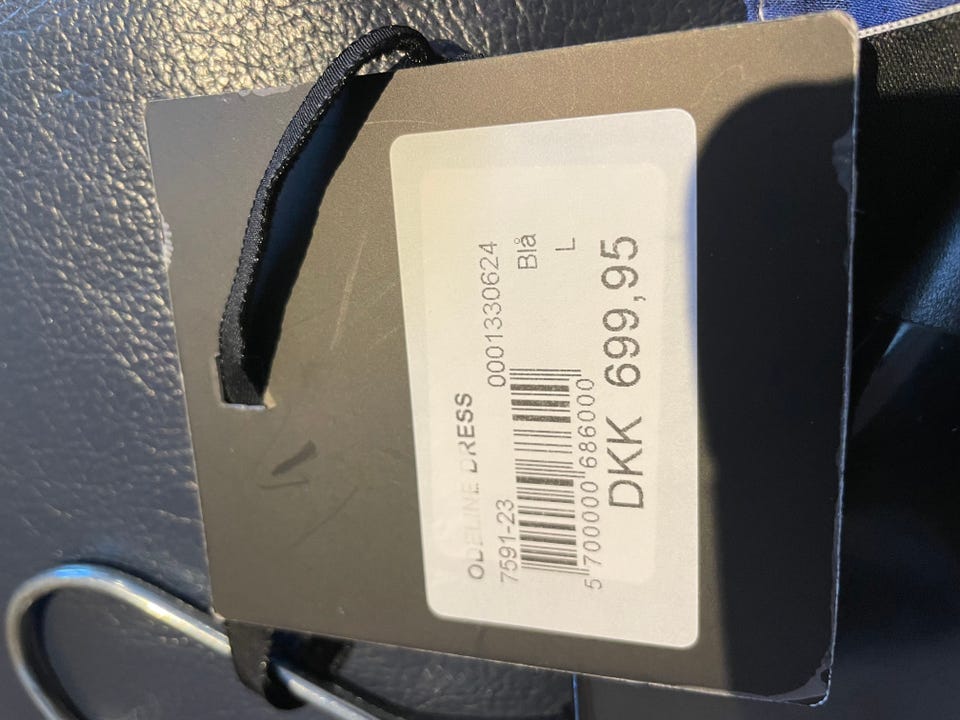 ODELINE DRESS
7591-23 0001330624
Blå
L
5 700000 686000
DKK 699,95